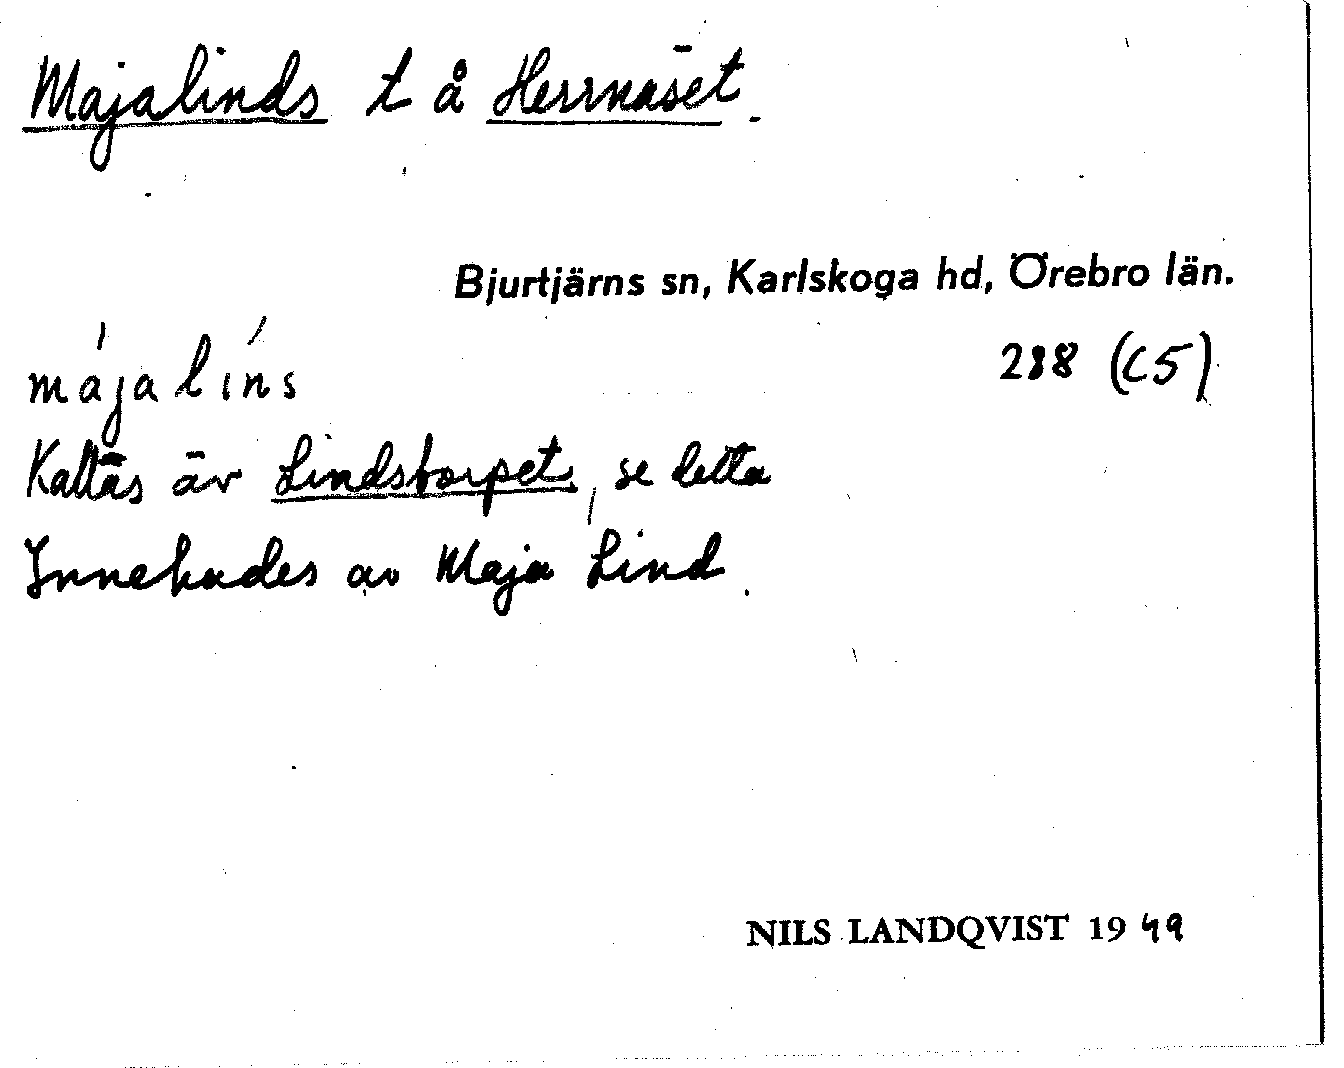 Majalinds t å Herrnäset.
Bjurtjärns sn, Karlskoga hd, Örebro län.
májalíns
288 (C5)
Kallas äv Lindstorpet, se detta
Innehades av Maja Lind.
NILS LANDQVIST 1949